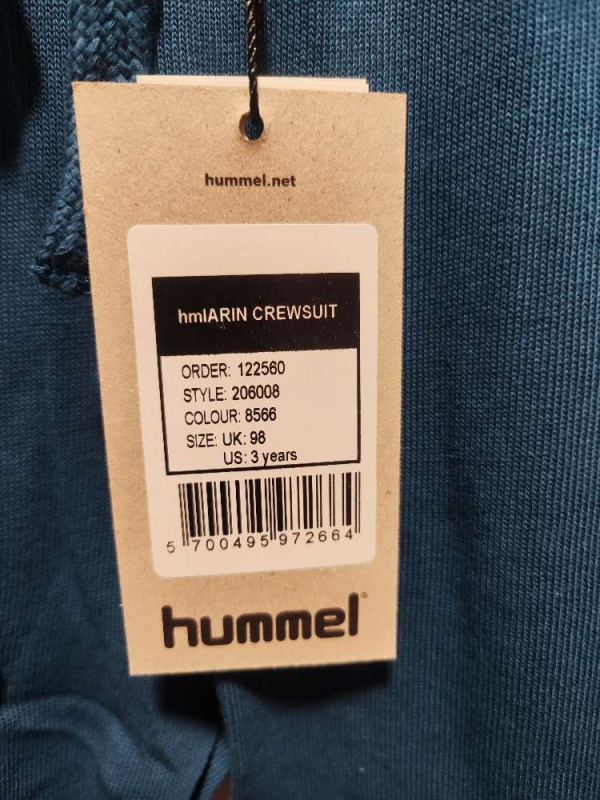 hummel.net
hmlARIN CREWSUIT
ORDER: 122560
STYLE: 206008
COLOUR: 8566
SIZE: UK: 98
US: 3 years
5 700495 972664
hummel®